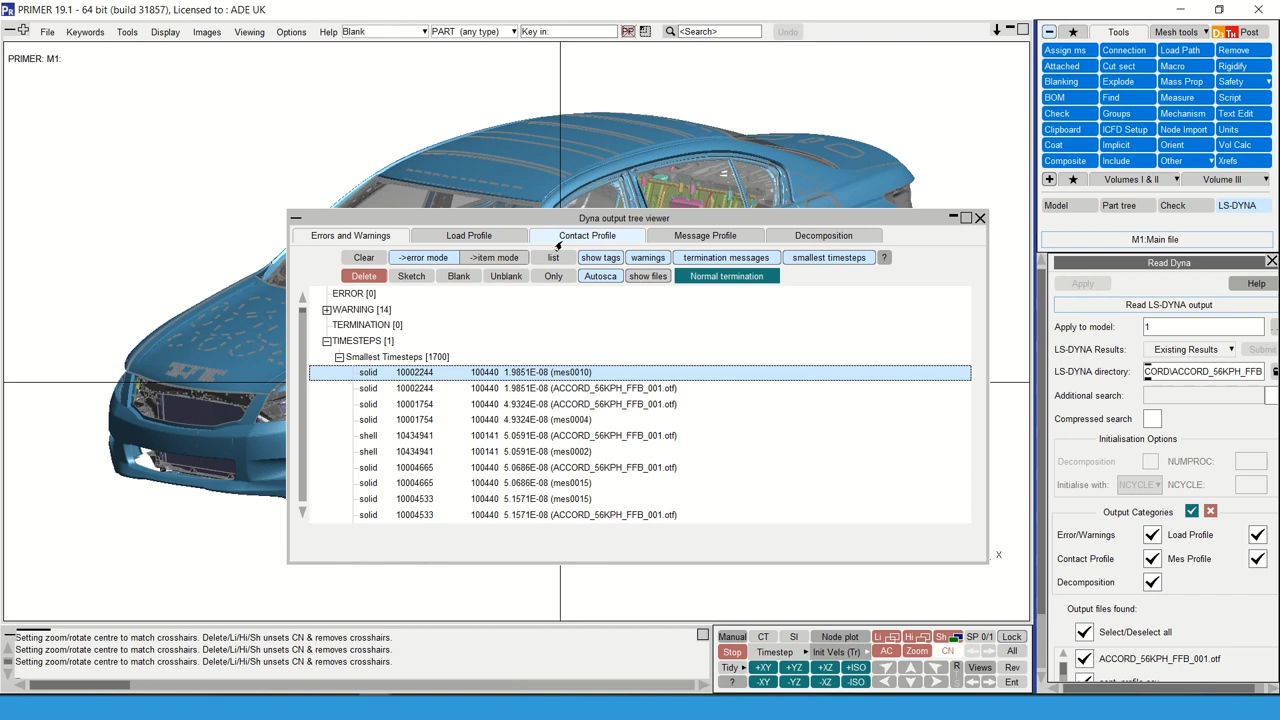 PRIMER 19.1 - 64 bit (build 31857), Licensed to : ADE UK
File Keywords Tools Display Images Viewing Options Help Blank PART (any type) Key in: <Search> Undo
PRIMER: M1:
Dyna output tree viewer
Errors and Warnings Load Profile Contact Profile Message Profile Decomposition
Clear ->error mode ->item mode list show tags warnings termination messages smallest timesteps ?
Delete Sketch Blank Unblank Only Autosca show files Normal termination
ERROR [0]
WARNING [14]
TERMINATION [0]
TIMESTEPS [1]
Smallest Timesteps [1700]
solid 10002244 100440 1.9851E-08 (mes0010)
solid 10002244 100440 1.9851E-08 (ACCORD_56KPH_FFB_001.otf)
solid 10001754 100440 4.9324E-08 (ACCORD_56KPH_FFB_001.otf)
solid 10001754 100440 4.9324E-08 (mes0004)
shell 10434941 100141 5.0591E-08 (ACCORD_56KPH_FFB_001.otf)
shell 10434941 100141 5.0591E-08 (mes0002)
solid 10004665 100440 5.0686E-08 (ACCORD_56KPH_FFB_001.otf)
solid 10004665 100440 5.0686E-08 (mes0015)
solid 10004533 100440 5.1571E-08 (mes0015)
solid 10004533 100440 5.1571E-08 (ACCORD_56KPH_FFB_001.otf)
X
Setting zoom/rotate centre to match crosshairs. Delete/Li/Hi/Sh unsets CN & removes crosshairs.
Setting zoom/rotate centre to match crosshairs. Delete/Li/Hi/Sh unsets CN & removes crosshairs.
Setting zoom/rotate centre to match crosshairs. Delete/Li/Hi/Sh unsets CN & removes crosshairs.
Manual CT SI Node plot Li Hi Sh SP 0/1 Lock
Stop Timestep Init Vels (Tr) AC Zoom CN All
Tidy +XY +YZ +XZ +ISO R Views Rev
? -XY -YZ -XZ -ISO S Ent
Tools Mesh tools D3 TH Post
Assign ms Connection Load Path Remove
Attached Cut sect Macro Rigidify
Blanking Explode Mass Prop Safety
BOM Find Measure Script
Check Groups Mechanism Text Edit
Clipboard ICFD Setup Node Import Units
Coat Implicit Orient Vol Calc
Composite Include Other Xrefs
Volumes I & II Volume III
Model Part tree Check LS-DYNA
M1:Main file
Read Dyna
Apply Help
Read LS-DYNA output
Apply to model: 1
LS-DYNA Results: Existing Results Submit
LS-DYNA directory: CORD\ACCORD_56KPH_FFB
Additional search:
Compressed search
Initialisation Options
Decomposition NUMPROC:
Initialise with: NCYCLE NCYCLE:
Output Categories
Error/Warnings Load Profile
Contact Profile Mes Profile
Decomposition
Output files found:
Select/Deselect all
ACCORD_56KPH_FFB_001.otf